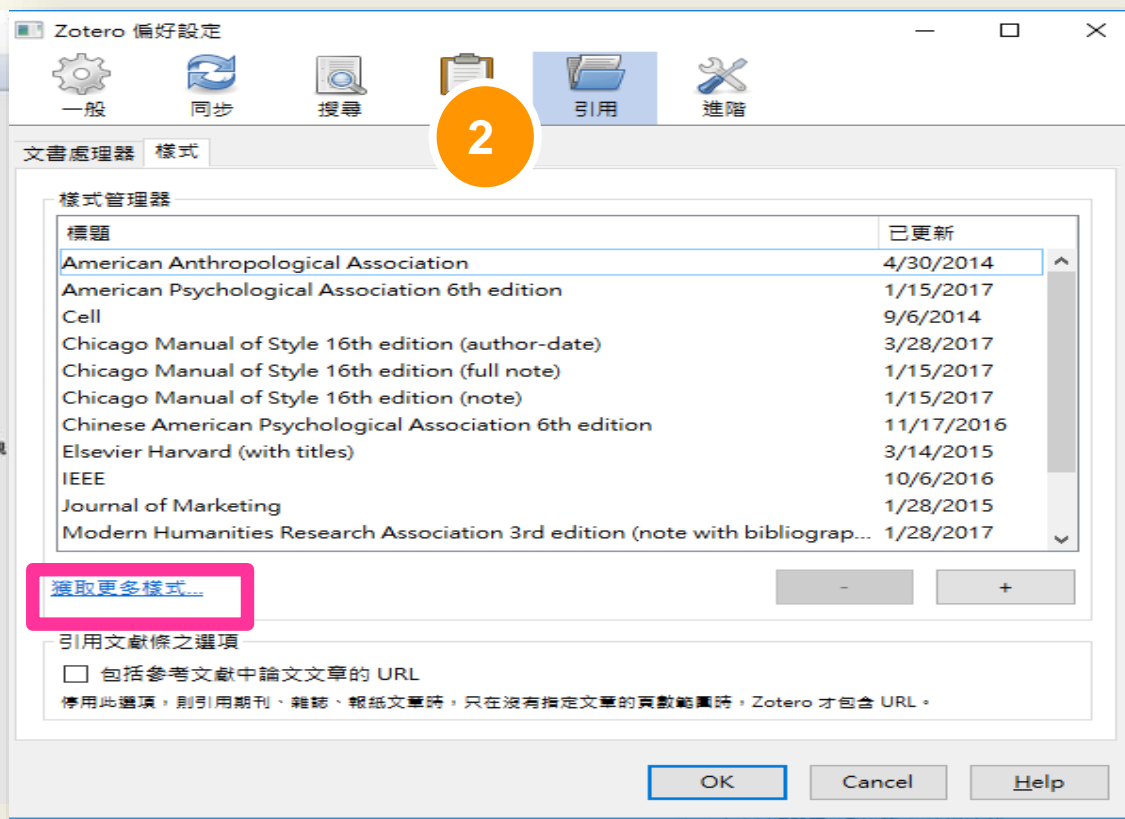 Zotero 偏好設定
一般 同步 搜尋 引用 進階
2
文書處理器 樣式
樣式管理器
標題 已更新
American Anthropological Association 4/30/2014
American Psychological Association 6th edition 1/15/2017
Cell 9/6/2014
Chicago Manual of Style 16th edition (author-date) 3/28/2017
Chicago Manual of Style 16th edition (full note) 1/15/2017
Chicago Manual of Style 16th edition (note) 1/15/2017
Chinese American Psychological Association 6th edition 11/17/2016
Elsevier Harvard (with titles) 3/14/2015
IEEE 10/6/2016
Journal of Marketing 1/28/2015
Modern Humanities Research Association 3rd edition (note with bibliograp... 1/28/2017
獲取更多樣式... - +
引用文獻條之選項
包括參考文獻中論文文章的 URL
停用此選項，則引用期刊、雜誌、報紙文章時，只在沒有指定文章的頁數範圍時，Zotero 才包含 URL。
OK Cancel Help